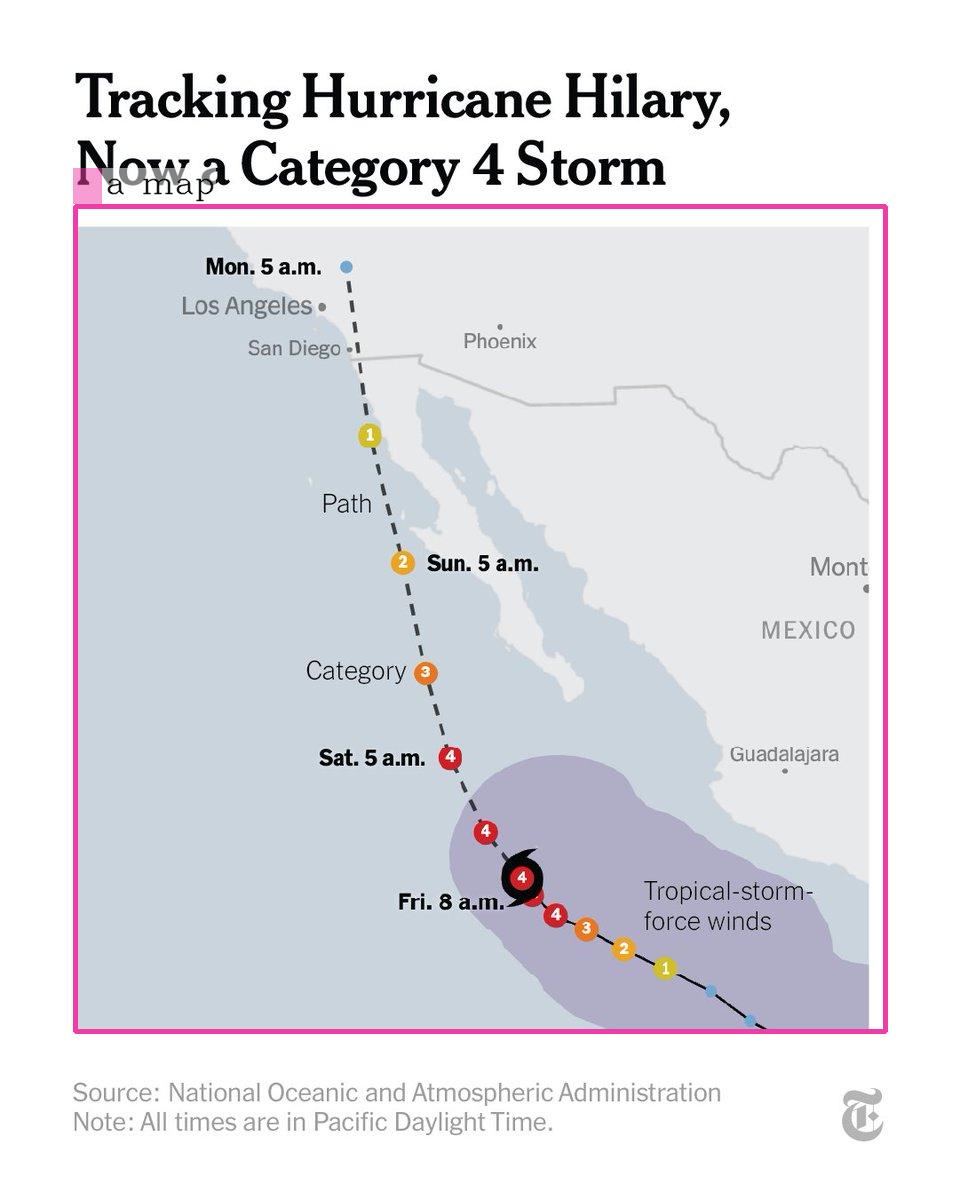 Tracking Hurricane Hilary,
Now a Category 4 Storm
a map
Mon. 5 a.m.
Los Angeles
San Diego
Phoenix
1
Path
2 Sun. 5 a.m.
Mont
MEXICO
Category 3
Sat. 5 a.m. 4
Guadalajara
4
4
Fri. 8 a.m.
Tropical-storm-
force winds
4
3
2
1
Source: National Oceanic and Atmospheric Administration
Note: All times are in Pacific Daylight Time.
T